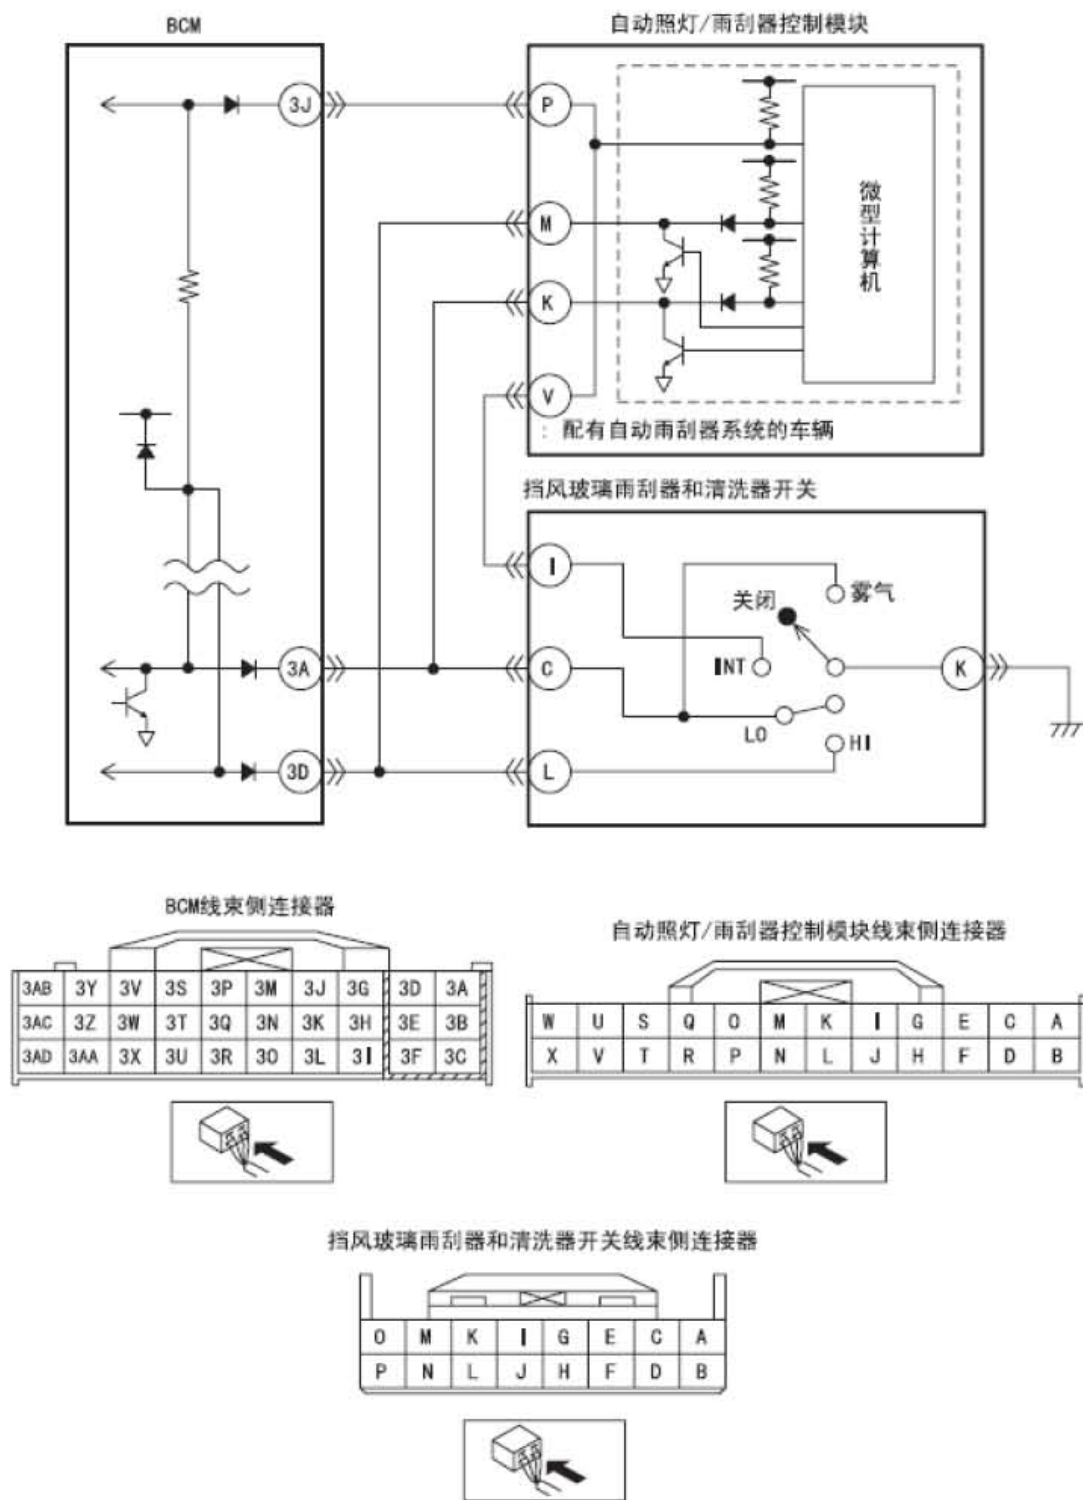 BCM
自动照灯/雨刮器控制模块
3J
P
M
K
V
微型计算机
: 配有自动雨刮器系统的车辆
挡风玻璃雨刮器和清洗器开关
I
关闭
雾气
3A
C
INT
K
LO
HI
3D
L
BCM线束侧连接器
自动照灯/雨刮器控制模块线束侧连接器
3AB 3Y 3V 3S 3P 3M 3J 3G 3D 3A
3AC 3Z 3W 3T 3Q 3N 3K 3H 3E 3B
3AD 3AA 3X 3U 3R 3O 3L 3I 3F 3C
W U S Q O M K I G E C A
X V T R P N L J H F D B
挡风玻璃雨刮器和清洗器开关线束侧连接器
O M K I G E C A
P N L J H F D B